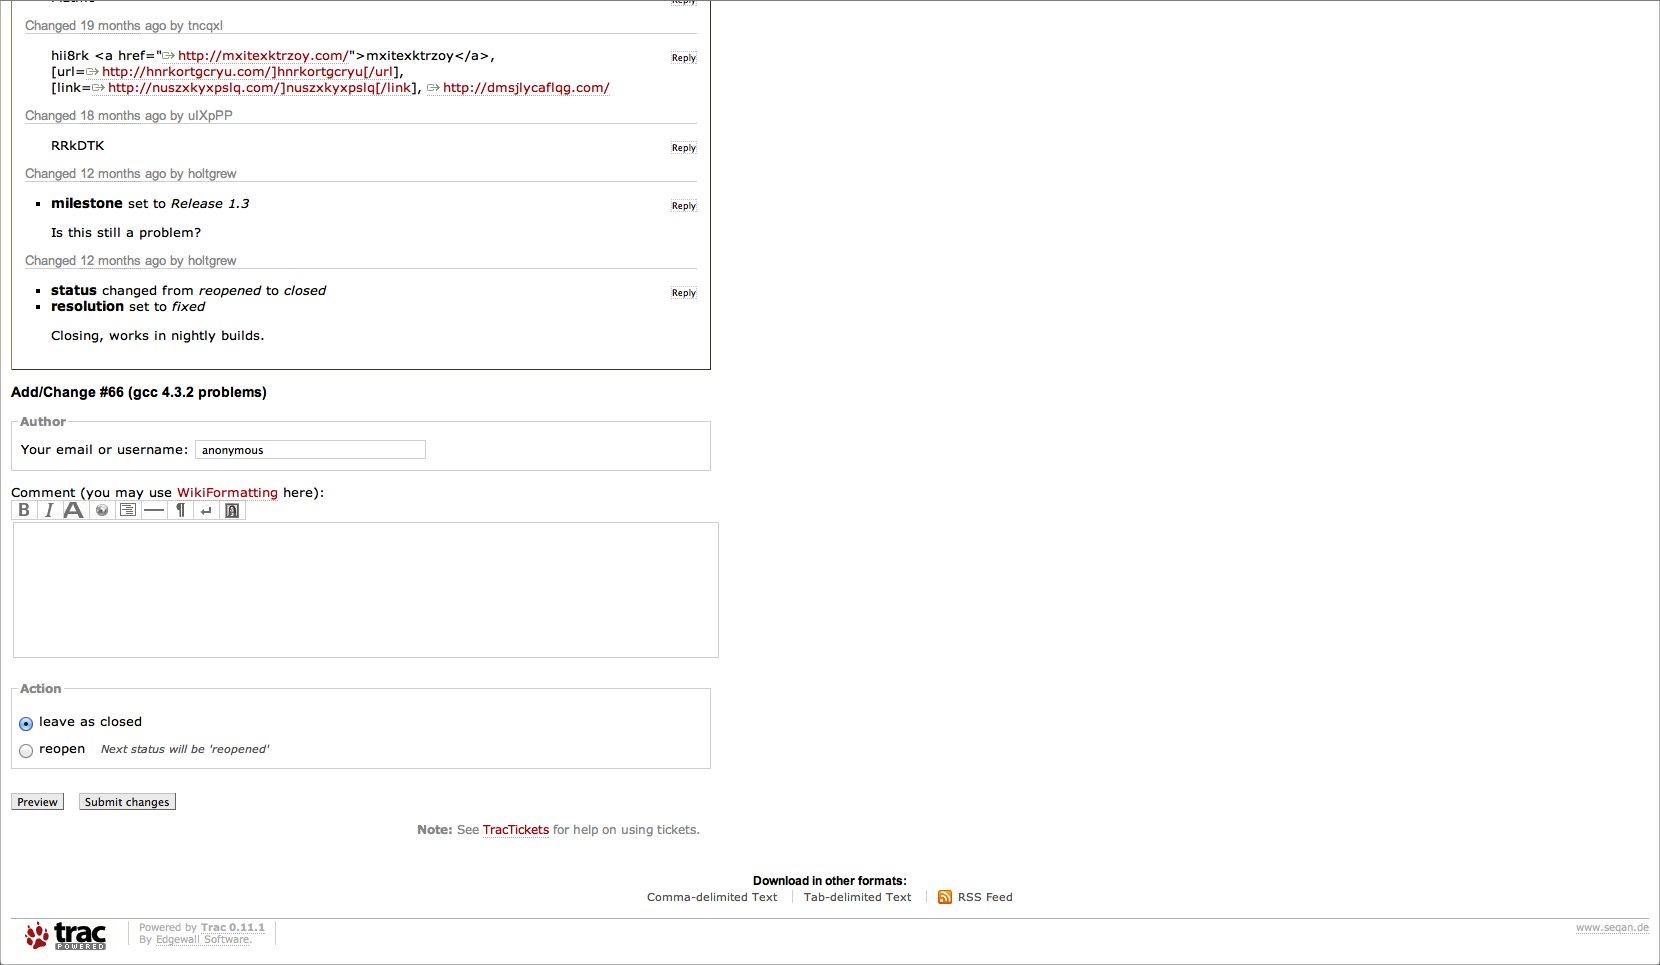 Reply
Changed 19 months ago by tncqxl
hii8rk <a href="http://mxitexktrzoy.com/">mxitexktrzoy</a>,
Reply
[url=http://hnrkortgcryu.com/]hnrkortgcryu[/url],
[link=http://nuszxkyxpslq.com/]nuszxkyxpslq[/link], http://dmsjlycaflqg.com/
Changed 18 months ago by ulXpPP
RRkDTK
Reply
Changed 12 months ago by holtgrew
milestone set to Release 1.3
Reply
Is this still a problem?
Changed 12 months ago by holtgrew
status changed from reopened to closed
Reply
resolution set to fixed
Closing, works in nightly builds.
Add/Change #66 (gcc 4.3.2 problems)
Author
Your email or username: anonymous
Comment (you may use WikiFormatting here):
B I A ¶
Action
leave as closed
reopen Next status will be 'reopened'
Preview Submit changes
Note: See TracTickets for help on using tickets.
Download in other formats:
Comma-delimited Text Tab-delimited Text RSS Feed
trac POWERED
Powered by Trac 0.11.1
By Edgewall Software.
www.seqan.de